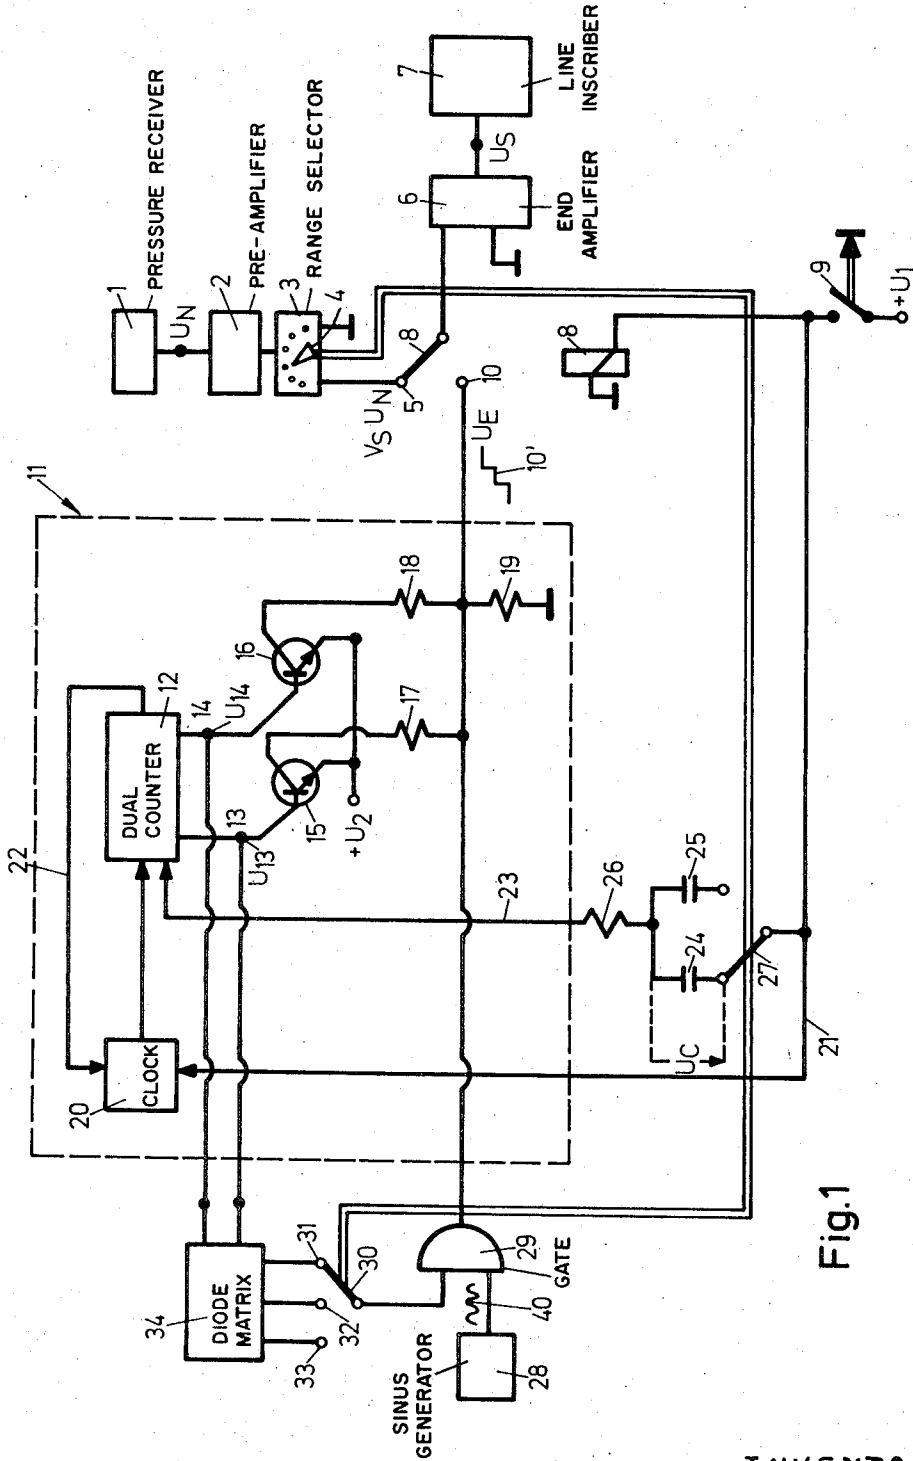 1
PRESSURE RECEIVER
U_N
2
PRE-AMPLIFIER
3
RANGE SELECTOR
4
V_S U_N
5
8
6
END
AMPLIFIER
U_S
7
LINE
INSCRIBER
10
U_E
10'
8
9
+U_1
11
22
12
DUAL
COUNTER
14
U_14
13
U_13
16
15
+U_2
18
17
19
20
CLOCK
23
26
25
24
27
U_C
21
34
DIODE
MATRIX
31
30
32
33
29
GATE
40
SINUS
GENERATOR
28
Fig.1